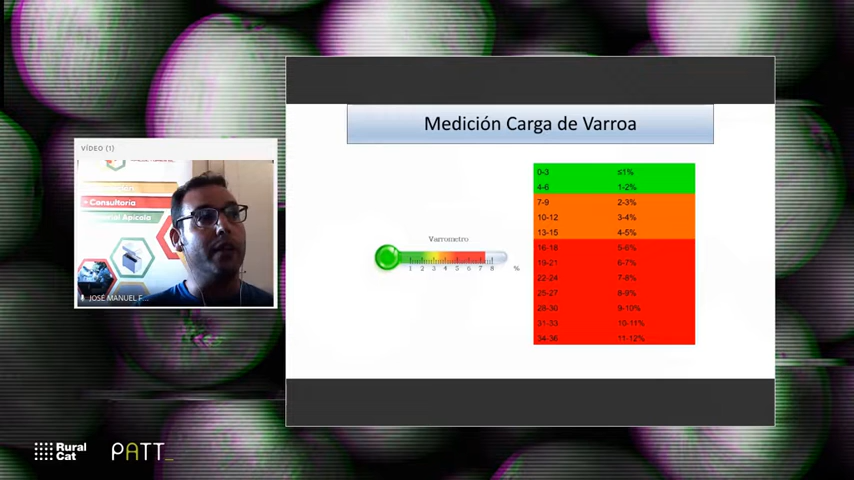 VÍDEO (1)
Consultoría
JOSÉ MANUEL F...
Medición Carga de Varroa
Varrometro
1 2 3 4 5 6 7 8 %
0-3 ≤1%
4-6 1-2%
7-9 2-3%
10-12 3-4%
13-15 4-5%
16-18 5-6%
19-21 6-7%
22-24 7-8%
25-27 8-9%
28-30 9-10%
31-33 10-11%
34-36 11-12%
Rural
Cat
PATT_